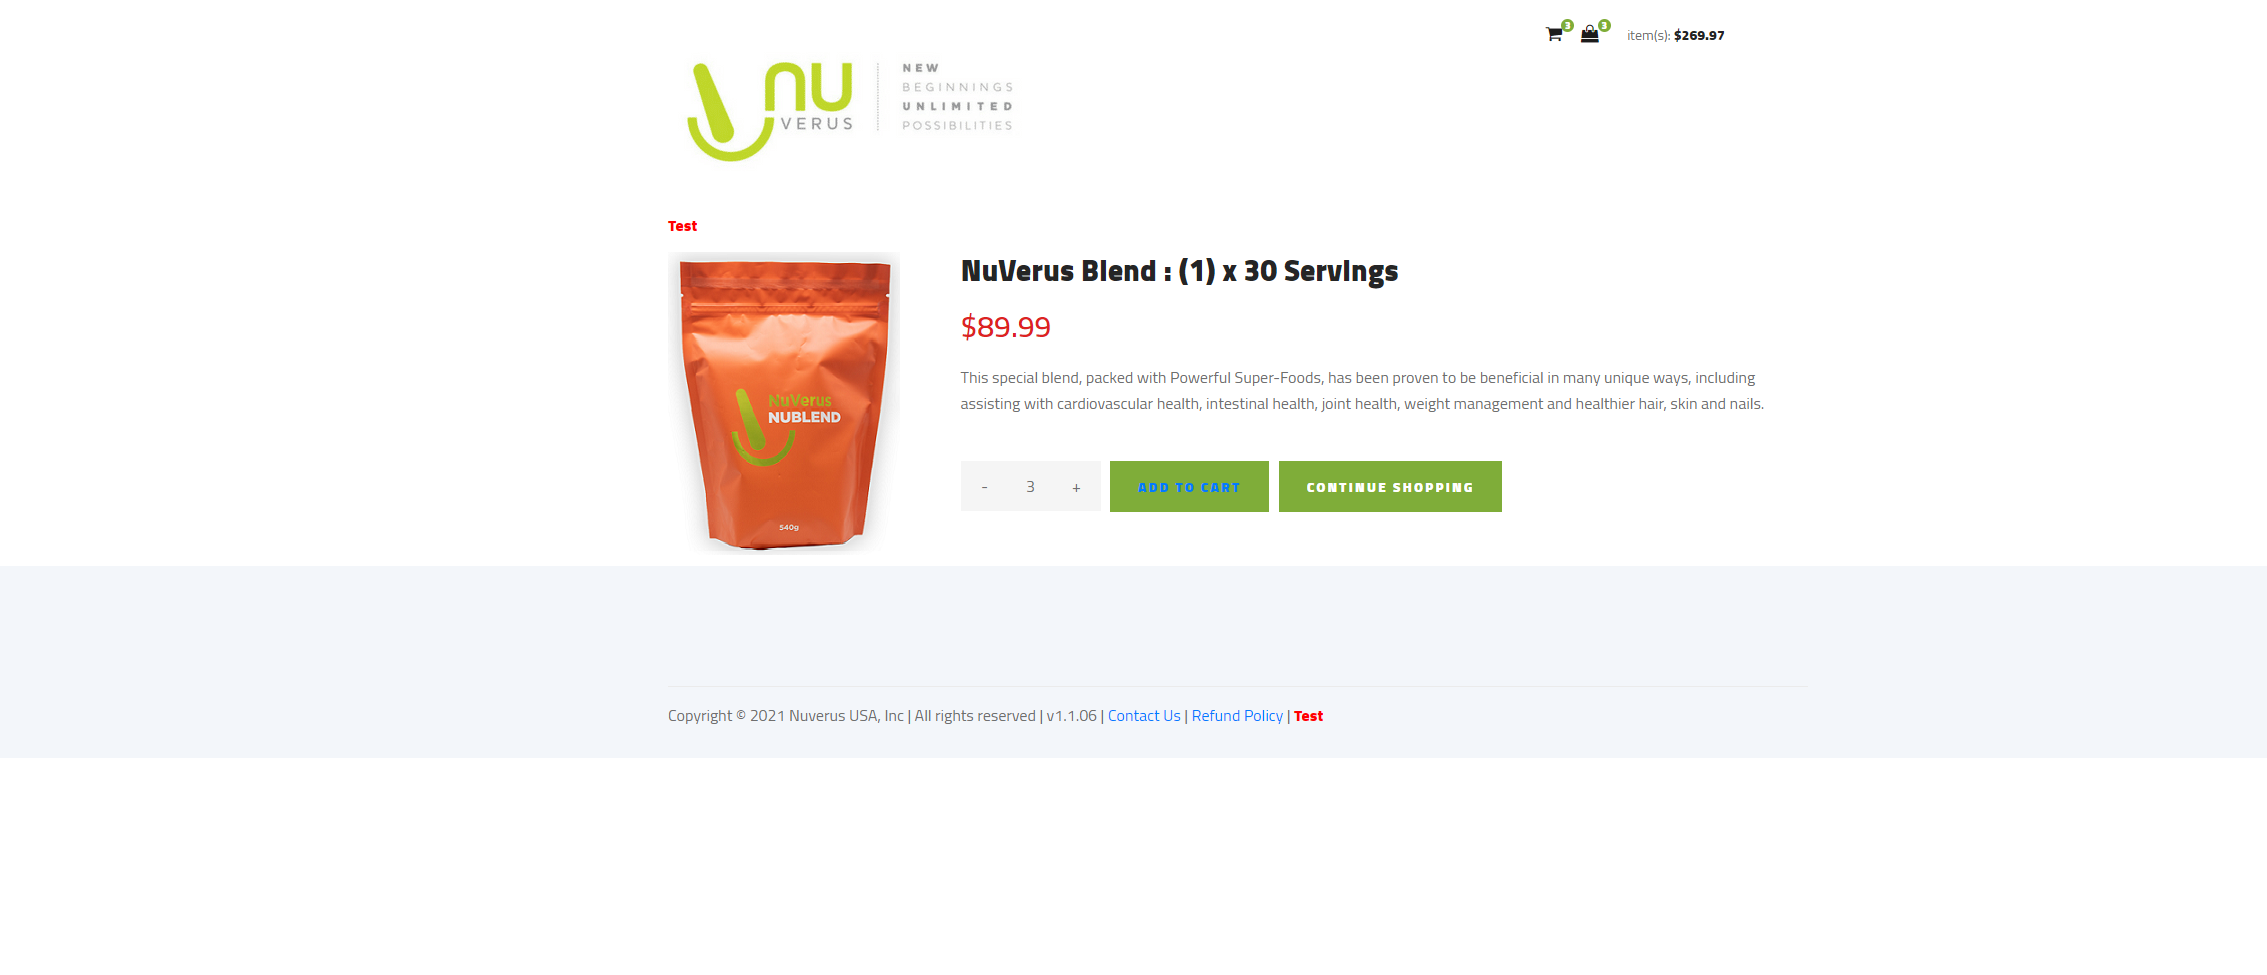 3 3 item(s): $269.97
nu
VERUS
NEW
BEGINNINGS
UNLIMITED
POSSIBILITIES
Test
NuVerus
NUBLEND
540g
NuVerus Blend : (1) x 30 Servings
$89.99
This special blend, packed with Powerful Super-Foods, has been proven to be beneficial in many unique ways, including
assisting with cardiovascular health, intestinal health, joint health, weight management and healthier hair, skin and nails.
- 3 + ADD TO CART CONTINUE SHOPPING
Copyright © 2021 Nuverus USA, Inc | All rights reserved | v1.1.06 | Contact Us | Refund Policy | Test